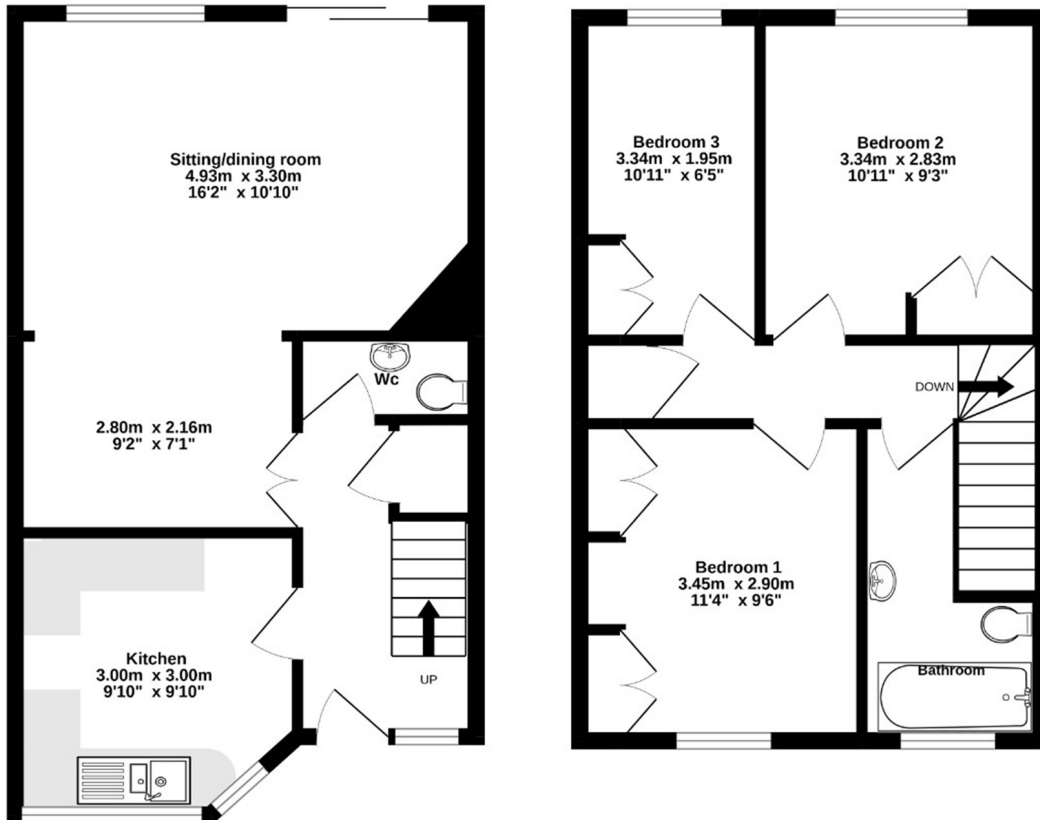 Sitting/dining room
4.93m x 3.30m
16'2" x 10'10"
Wc
2.80m x 2.16m
9'2" x 7'1"
Kitchen
3.00m x 3.00m
9'10" x 9'10"
UP
Bedroom 3
3.34m x 1.95m
10'11" x 6'5"
Bedroom 2
3.34m x 2.83m
10'11" x 9'3"
DOWN
Bedroom 1
3.45m x 2.90m
11'4" x 9'6"
Bathroom